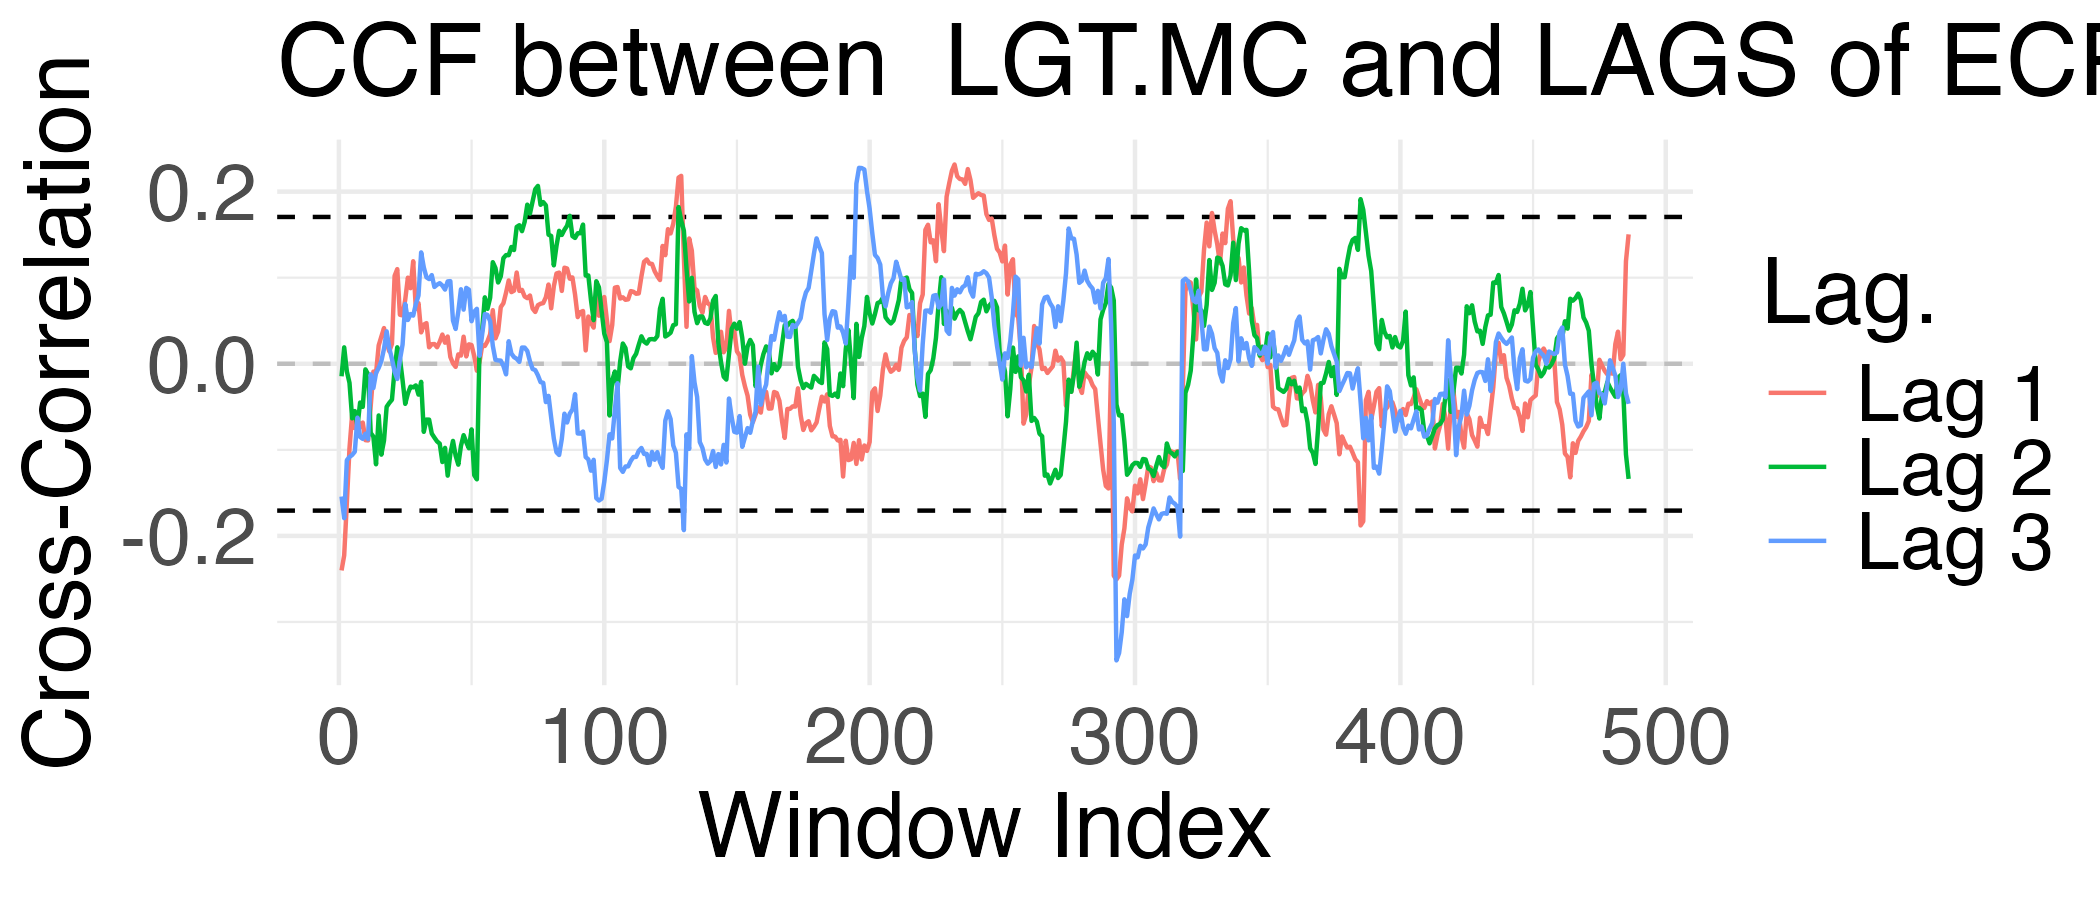 CCF between LGT.MC and LAGS of
Cross-Correlation
0.2
0.0
-0.2
0 100 200 300 400 500
Window Index
Lag.
Lag 1
Lag 2
Lag 3